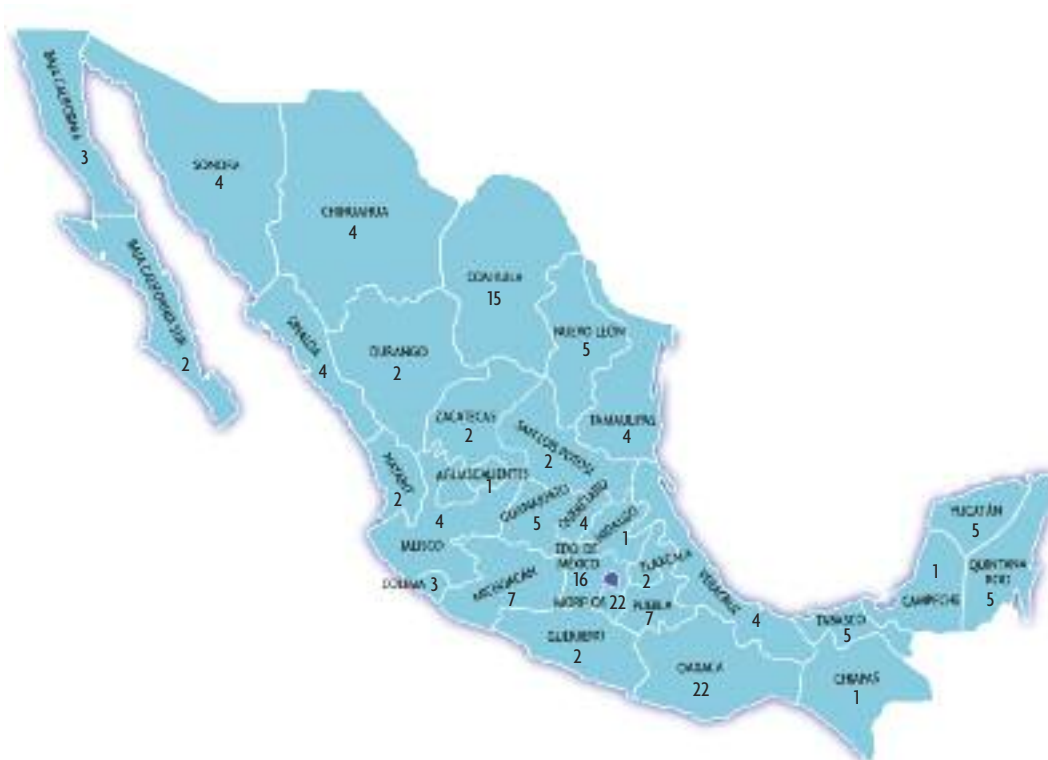 BAJA CALIFORNIA
3
SONORA
4
CHIHUAHUA
4
COAHUILA
15
BAJA CALIFORNIA SUR
2
SINALOA
4
DURANGO
2
NUEVO LEÓN
5
ZACATECAS
2
SAN LUIS POTOSÍ
2
TAMAULIPAS
4
NAYARIT
2
AGUASCALIENTES
1
GUANAJUATO
5
QUERÉTARO
4
HIDALGO
1
4
JALISCO
COLIMA 3
MICHOACÁN
7
EDO. DE
MÉXICO
16
TLAXCALA
2
MORELOS
22
PUEBLA
7
VERACRUZ
4
GUERRERO
2
OAXACA
22
TABASCO
5
CHIAPAS
1
YUCATÁN
5
1
CAMPECHE
QUINTANA
ROO
5